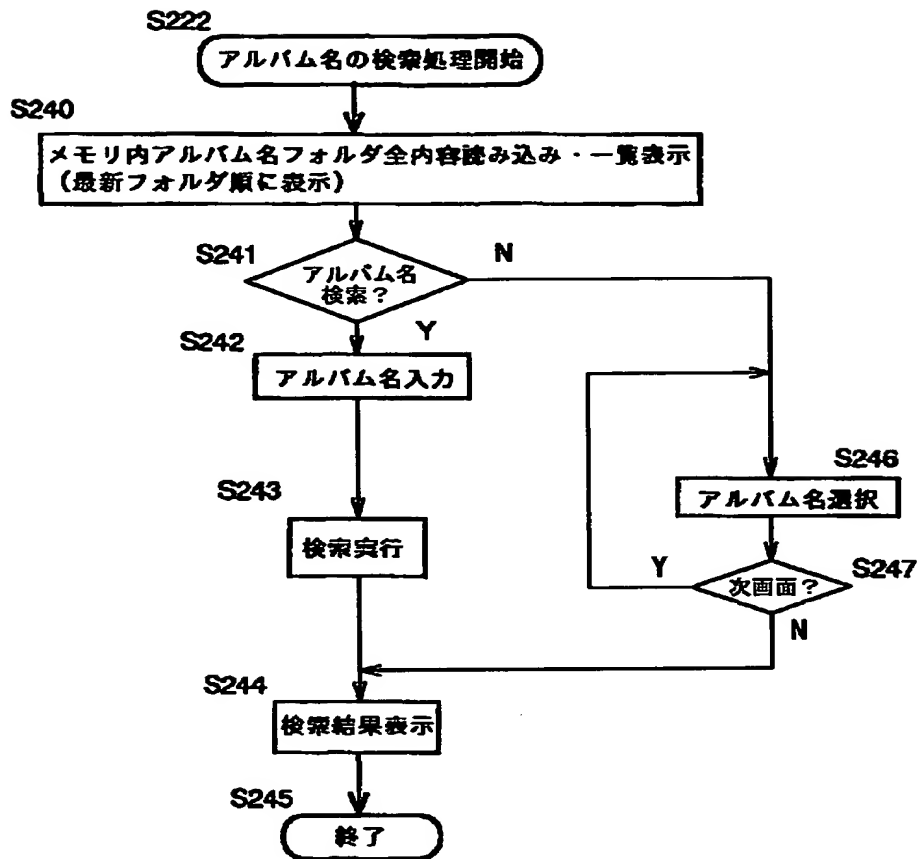 S222
アルバム名の検索処理開始
S240
メモリ内アルバム名フォルダ全内容読み込み・一覧表示
(最新フォルダ順に表示)
S241
アルバム名
検索?
N
Y
S242
アルバム名入力
S243
検索実行
S246
アルバム名選択
S247
次画面?
Y
N
S244
検索結果表示
S245
終了